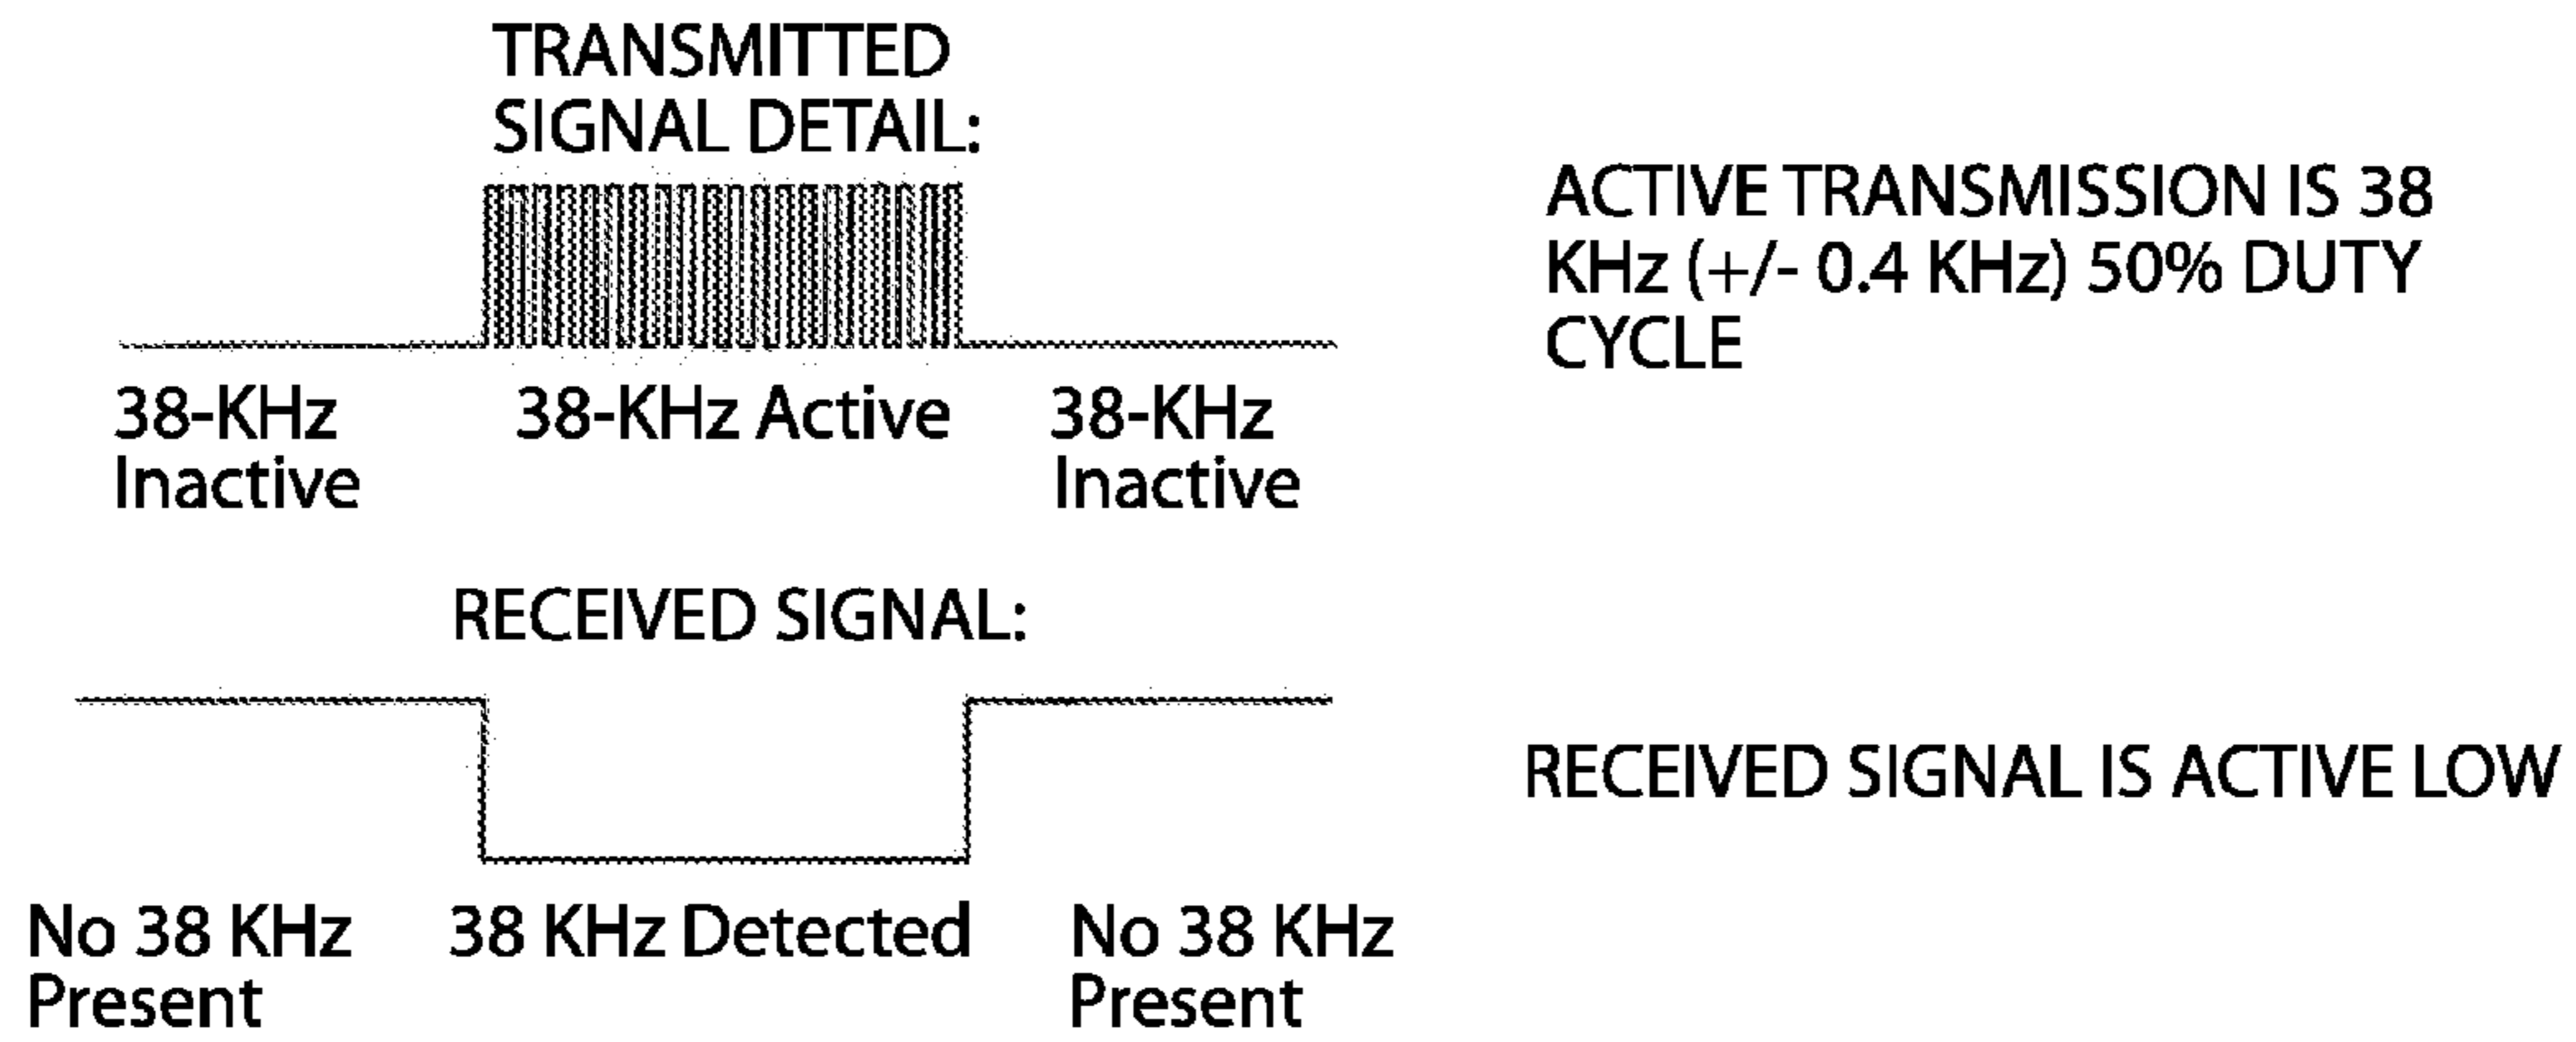 TRANSMITTED
SIGNAL DETAIL:
ACTIVE TRANSMISSION IS 38
KHz (+/- 0.4 KHz) 50% DUTY
CYCLE
38-KHz
Inactive
38-KHz Active
38-KHz
Inactive
RECEIVED SIGNAL:
RECEIVED SIGNAL IS ACTIVE LOW
No 38 KHz
Present
38 KHz Detected
No 38 KHz
Present